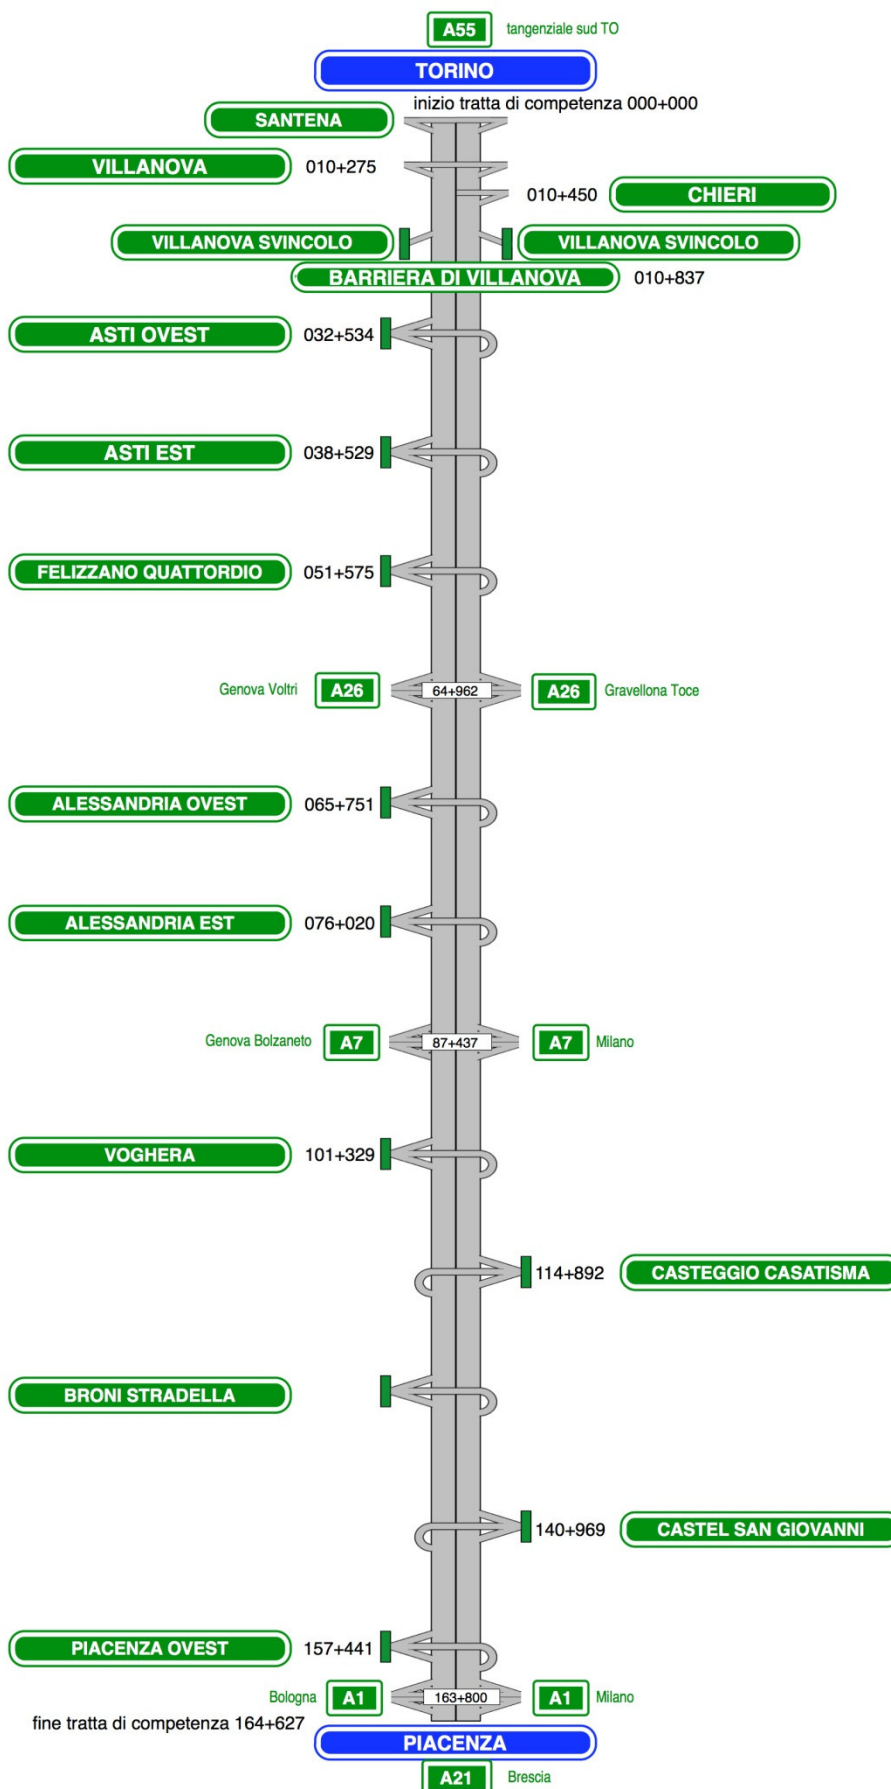 A55 tangenziale sud TO
TORINO
inizio tratta di competenza 000+000
SANTENA
VILLANOVA 010+275
010+450 CHIERI
VILLANOVA SVINCOLO VILLANOVA SVINCOLO
BARRIERA DI VILLANOVA 010+837
ASTI OVEST 032+534
ASTI EST 038+529
FELIZZANO QUATTORDIO 051+575
Genova Voltri A26 64+962 A26 Gravellona Toce
ALESSANDRIA OVEST 065+751
ALESSANDRIA EST 076+020
Genova Bolzaneto A7 87+437 A7 Milano
VOGHERA 101+329
114+892 CASTEGGIO CASATISMA
BRONI STRADELLA
140+969 CASTEL SAN GIOVANNI
PIACENZA OVEST 157+441
Bologna A1 163+800 A1 Milano
fine tratta di competenza 164+627
PIACENZA
A21 Brescia